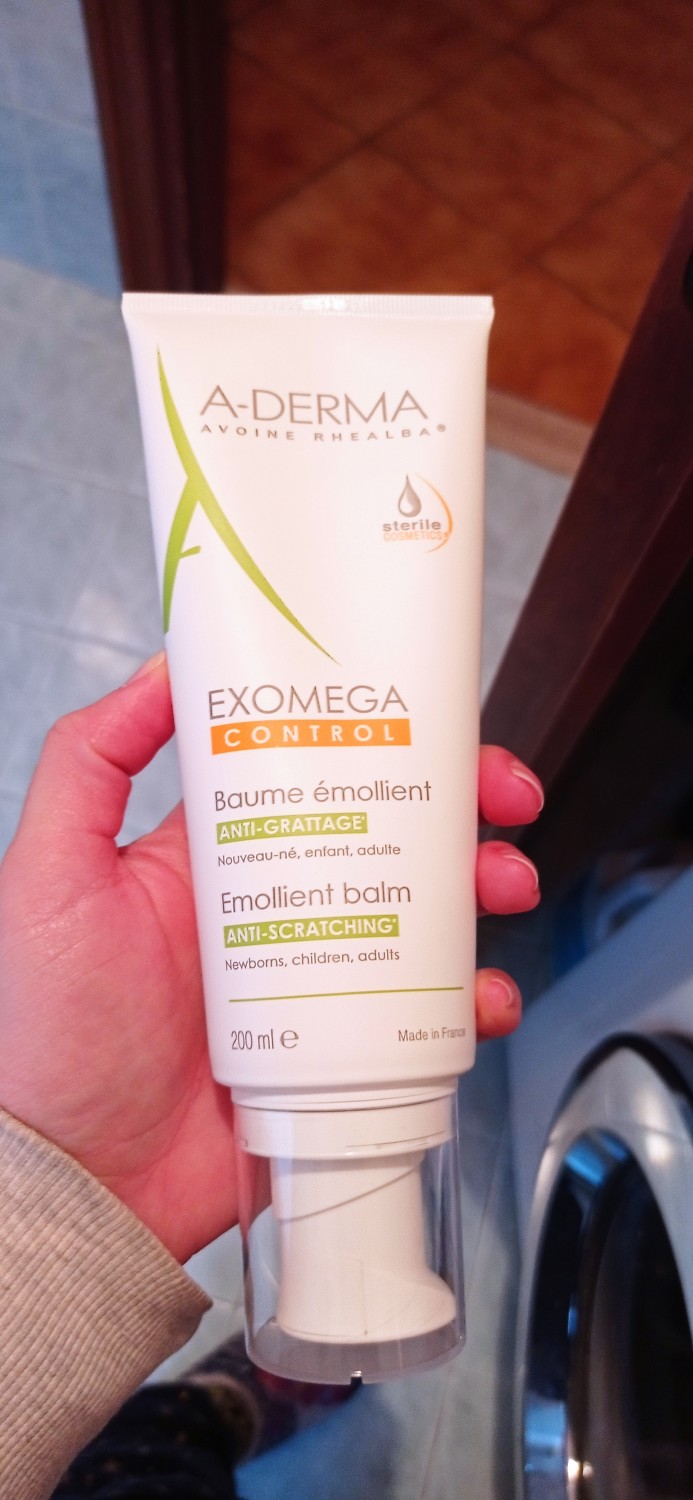 A-DERMA
AVOINE RHEALBA®
sterile
COSMETICS
EXOMEGA
CONTROL
Baume émollient
ANTI-GRATTAGE*
Nouveau-né, enfant, adulte
Emollient balm
ANTI-SCRATCHING*
Newborns, children, adults
200 ml ℮
Made in France